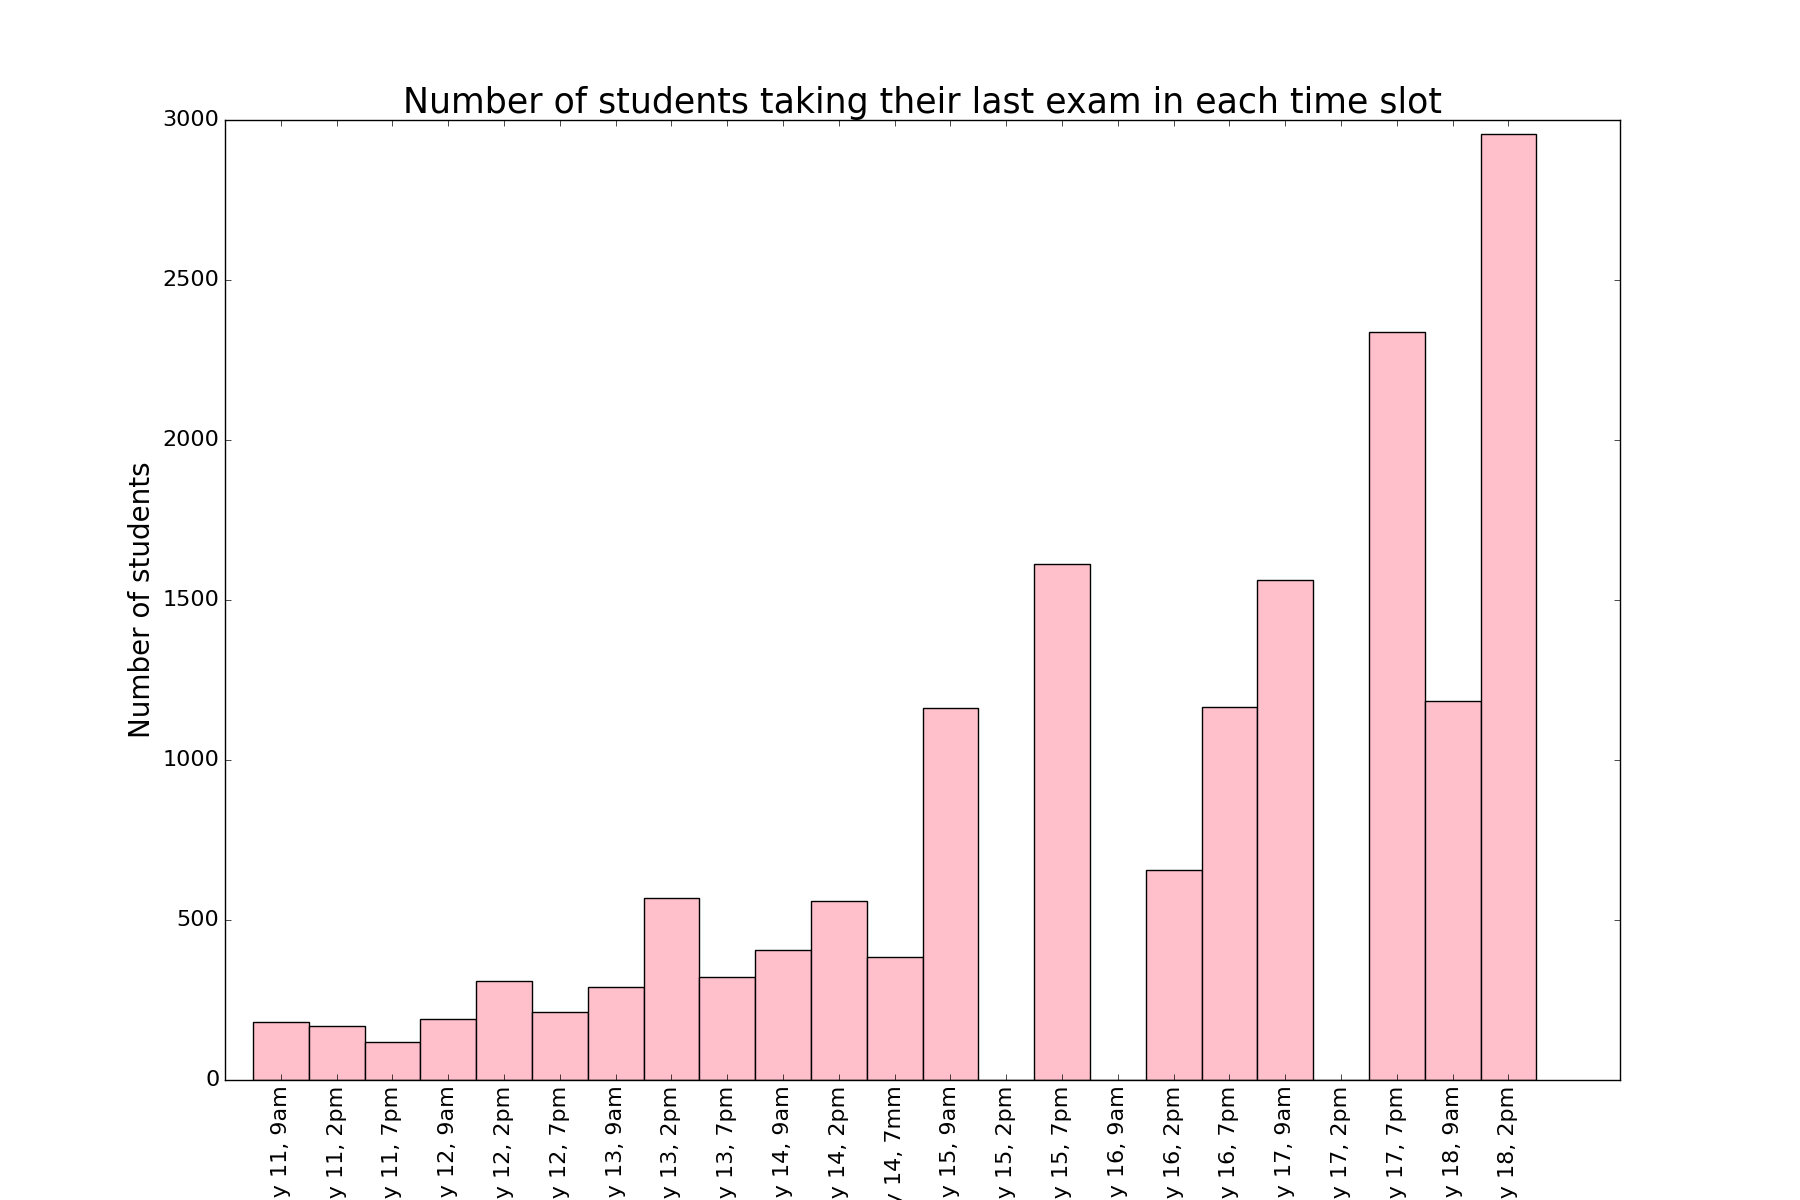 Number of students taking their last exam in each time slot
Number of students
3000
2500
2000
1500
1000
500
0
y 11, 9am
y 11, 2pm
y 11, 7pm
y 12, 9am
y 12, 2pm
y 12, 7pm
y 13, 9am
y 13, 2pm
y 13, 7pm
y 14, 9am
y 14, 2pm
y 14, 7mm
y 15, 9am
y 15, 2pm
y 15, 7pm
y 16, 9am
y 16, 2pm
y 16, 7pm
y 17, 9am
y 17, 2pm
y 17, 7pm
y 18, 9am
y 18, 2pm